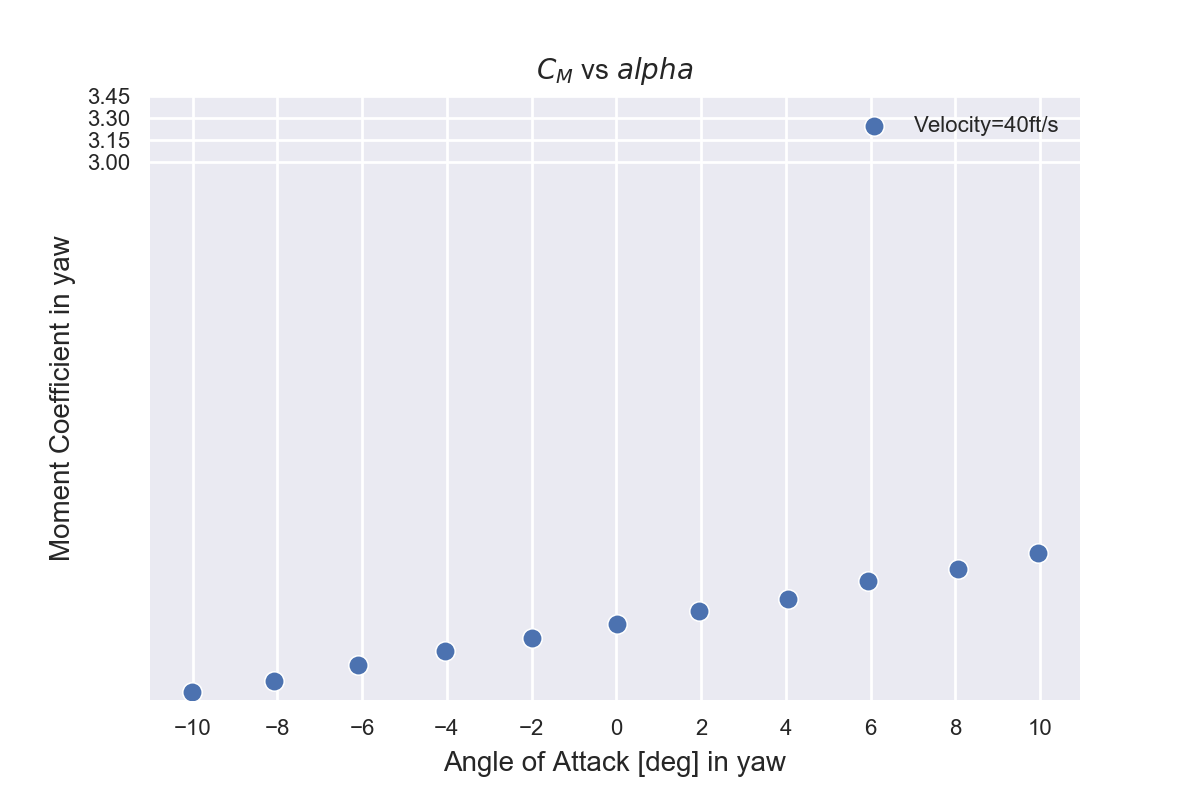 C_M vs alpha
3.45
3.30
3.15
3.00
Velocity=40ft/s
Moment Coefficient in yaw
−10 −8 −6 −4 −2 0 2 4 6 8 10
Angle of Attack [deg] in yaw